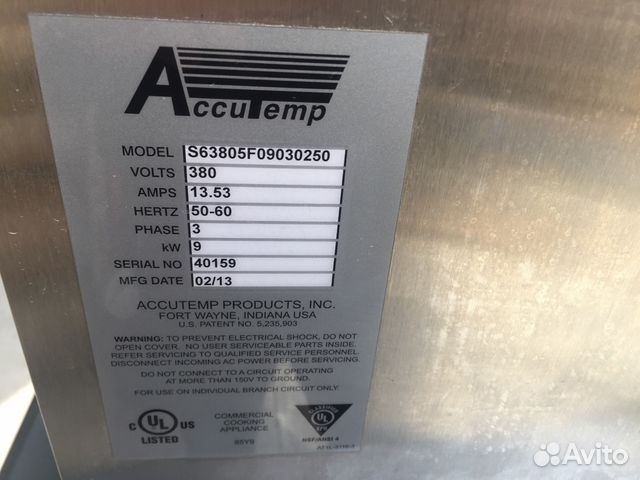 AccuTemp
MODEL S63805F09030250
VOLTS 380
AMPS 13.53
HERTZ 50-60
PHASE 3
kW 9
SERIAL NO 40159
MFG DATE 02/13
ACCUTEMP PRODUCTS, INC.
FORT WAYNE, INDIANA USA
U.S. PATENT NO. 5,235,903
WARNING: TO PREVENT ELECTRICAL SHOCK, DO NOT
OPEN COVER. NO USER SERVICEABLE PARTS INSIDE.
REFER SERVICING TO QUALIFIED SERVICE PERSONNEL.
DISCONNECT INCOMING AC POWER BEFORE SERVICING.
DO NOT CONNECT TO A CIRCUIT OPERATING
AT MORE THAN 150V TO GROUND.
FOR USE ON INDIVIDUAL BRANCH CIRCUIT ONLY.
C UL US
LISTED
COMMERCIAL
COOKING
APPLIANCE
85Y9
CLASSIFIED
UL
EPH
NSF/ANSI 4
Avito